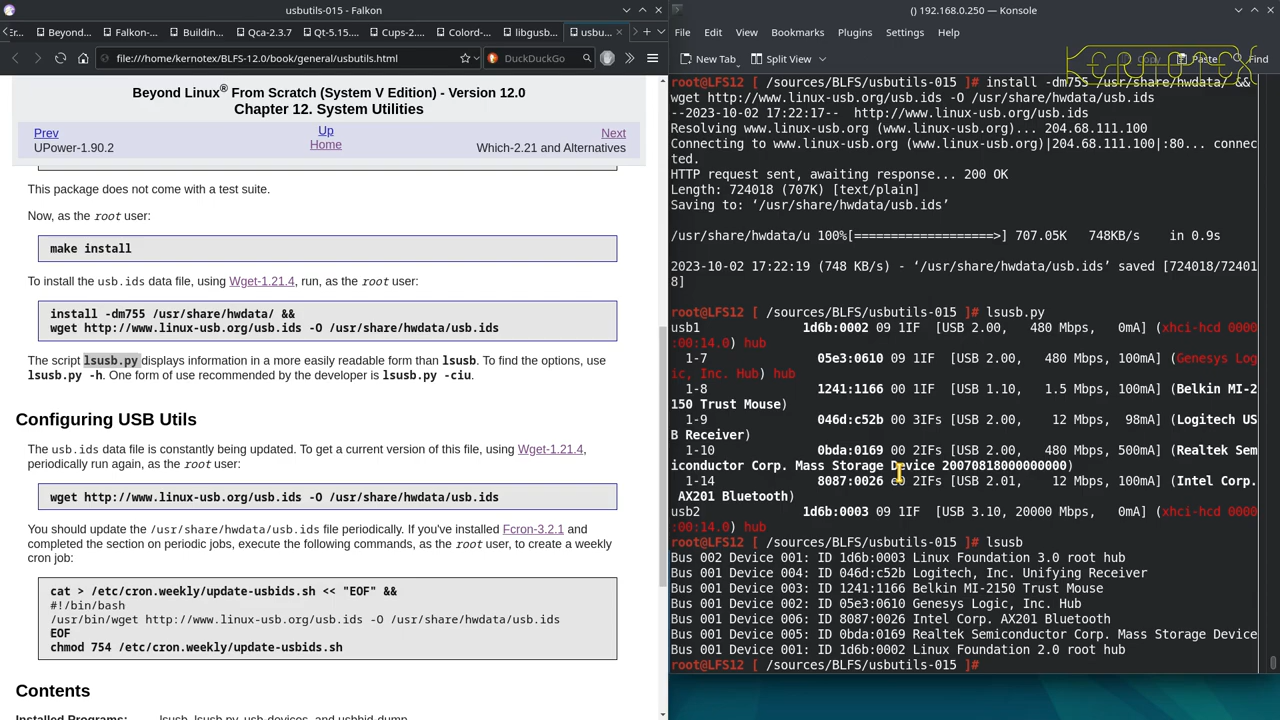 usbutils-015 - Falkon
Beyond...
Falkon-...
Buildin...
Qca-2.3.7
Qt-5.15....
Cups-2....
Colord-...
libgusb...
usbu...
file:///home/kernotex/BLFS-12.0/book/general/usbutils.html
DuckDuckGo
Beyond Linux® From Scratch (System V Edition) - Version 12.0
Chapter 12. System Utilities
Prev
Up
Next
UPower-1.90.2
Home
Which-2.21 and Alternatives
This package does not come with a test suite.
Now, as the root user:
make install
To install the usb.ids data file, using Wget-1.21.4, run, as the root user:
install -dm755 /usr/share/hwdata/ &&
wget http://www.linux-usb.org/usb.ids -O /usr/share/hwdata/usb.ids
The script lsusb.py displays information in a more easily readable form than lsusb. To find the options, use
lsusb.py -h. One form of use recommended by the developer is lsusb.py -ciu.
Configuring USB Utils
The usb.ids data file is constantly being updated. To get a current version of this file, using Wget-1.21.4,
periodically run again, as the root user:
wget http://www.linux-usb.org/usb.ids -O /usr/share/hwdata/usb.ids
You should update the /usr/share/hwdata/usb.ids file periodically. If you've installed Fcron-3.2.1 and
completed the section on periodic jobs, execute the following commands, as the root user, to create a weekly
cron job:
cat > /etc/cron.weekly/update-usbids.sh << "EOF" &&
#!/bin/bash
/usr/bin/wget http://www.linux-usb.org/usb.ids -O /usr/share/hwdata/usb.ids
EOF
chmod 754 /etc/cron.weekly/update-usbids.sh
Contents
Installed Programs: lsusb, lsusb.py, usb-devices, and usbhid-dump
() 192.168.0.250 — Konsole
File Edit View Bookmarks Plugins Settings Help
New Tab Split View Copy Paste Find
KERNOTEX
root@LFS12 [ /sources/BLFS/usbutils-015 ]# install -dm755 /usr/share/hwdata/ &&
wget http://www.linux-usb.org/usb.ids -O /usr/share/hwdata/usb.ids
--2023-10-02 17:22:17-- http://www.linux-usb.org/usb.ids
Resolving www.linux-usb.org (www.linux-usb.org)... 204.68.111.100
Connecting to www.linux-usb.org (www.linux-usb.org)|204.68.111.100|:80... connec
ted.
HTTP request sent, awaiting response... 200 OK
Length: 724018 (707K) [text/plain]
Saving to: ‘/usr/share/hwdata/usb.ids’
/usr/share/hwdata/u 100%[===================>] 707.05K 748KB/s in 0.9s
2023-10-02 17:22:19 (748 KB/s) - ‘/usr/share/hwdata/usb.ids’ saved [724018/72401
8]
root@LFS12 [ /sources/BLFS/usbutils-015 ]# lsusb.py
usb1 1d6b:0002 09 1IF [USB 2.00, 480 Mbps, 0mA] (xhci-hcd 0000
:00:14.0) hub
1-7 05e3:0610 09 1IF [USB 2.00, 480 Mbps, 100mA] (Genesys Log
ic, Inc. Hub) hub
1-8 1241:1166 00 1IF [USB 1.10, 1.5 Mbps, 100mA] (Belkin MI-2
150 Trust Mouse)
1-9 046d:c52b 00 3IFs [USB 2.00, 12 Mbps, 98mA] (Logitech US
B Receiver)
1-10 0bda:0169 00 2IFs [USB 2.00, 480 Mbps, 500mA] (Realtek Sem
iconductor Corp. Mass Storage Device 20070818000000000)
1-14 8087:0026 e0 2IFs [USB 2.01, 12 Mbps, 100mA] (Intel Corp.
AX201 Bluetooth)
usb2 1d6b:0003 09 1IF [USB 3.10, 20000 Mbps, 0mA] (xhci-hcd 0000
:00:14.0) hub
root@LFS12 [ /sources/BLFS/usbutils-015 ]# lsusb
Bus 002 Device 001: ID 1d6b:0003 Linux Foundation 3.0 root hub
Bus 001 Device 004: ID 046d:c52b Logitech, Inc. Unifying Receiver
Bus 001 Device 003: ID 1241:1166 Belkin MI-2150 Trust Mouse
Bus 001 Device 002: ID 05e3:0610 Genesys Logic, Inc. Hub
Bus 001 Device 006: ID 8087:0026 Intel Corp. AX201 Bluetooth
Bus 001 Device 005: ID 0bda:0169 Realtek Semiconductor Corp. Mass Storage Device
Bus 001 Device 001: ID 1d6b:0002 Linux Foundation 2.0 root hub
root@LFS12 [ /sources/BLFS/usbutils-015 ]#